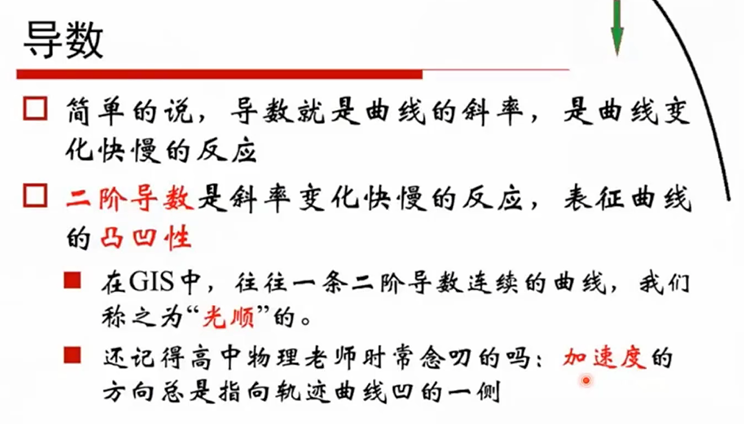 导数
简单的说，导数就是曲线的斜率，是曲线变
化快慢的反应
二阶导数是斜率变化快慢的反应，表征曲线
的凸凹性
在GIS中，往往一条二阶导数连续的曲线，我们
称之为“光顺”的。
还记得高中物理老师时常念叨的吗：加速度的
方向总是指向轨迹曲线凹的一侧